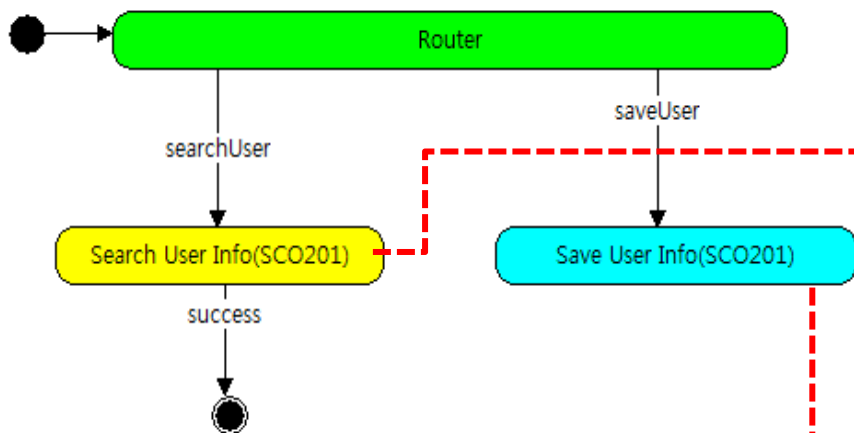 Router
saveUser
searchUser
Search User Info(SCO201)
Save User Info(SCO201)
success